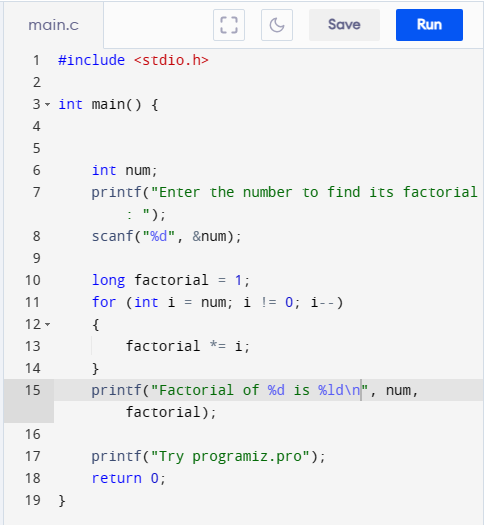 main.c Save Run
1 #include <stdio.h>
2
3 int main() {
4
5
6 int num;
7 printf("Enter the number to find its factorial
: ");
8 scanf("%d", &num);
9
10 long factorial = 1;
11 for (int i = num; i != 0; i--)
12 {
13 factorial *= i;
14 }
15 printf("Factorial of %d is %ld\n", num,
factorial);
16
17 printf("Try programiz.pro");
18 return 0;
19 }